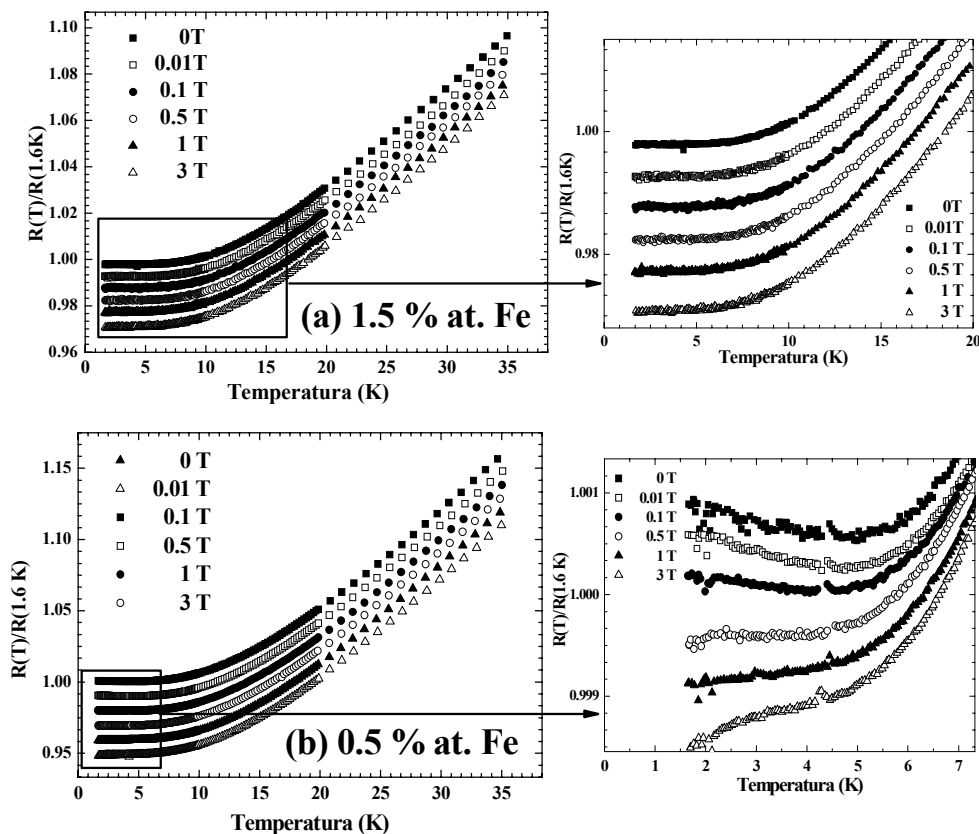 1.10
1.08
1.06
1.04
1.02
1.00
0.98
0.96
R(T)/R(1.6K)
0T
0.01T
0.1 T
0.5 T
1 T
3 T
(a) 1.5 % at. Fe
0 5 10 15 20 25 30 35
Temperatura (K)
1.00
0.98
R(T)/R(1.6K)
0T
0.01T
0.1 T
0.5 T
1 T
3 T
0 5 10 15 20
Temperatura (K)
1.15
1.10
1.05
1.00
0.95
R(T)/R(1.6 K)
0 T
0.01 T
0.1 T
0.5 T
1 T
3 T
(b) 0.5 % at. Fe
0 5 10 15 20 25 30 35
Temperatura (K)
1.001
1.000
0.999
R(T)/R(1.6 K)
0 T
0.01 T
0.1 T
0.5 T
1 T
3 T
0 1 2 3 4 5 6 7
Temperatura (K)